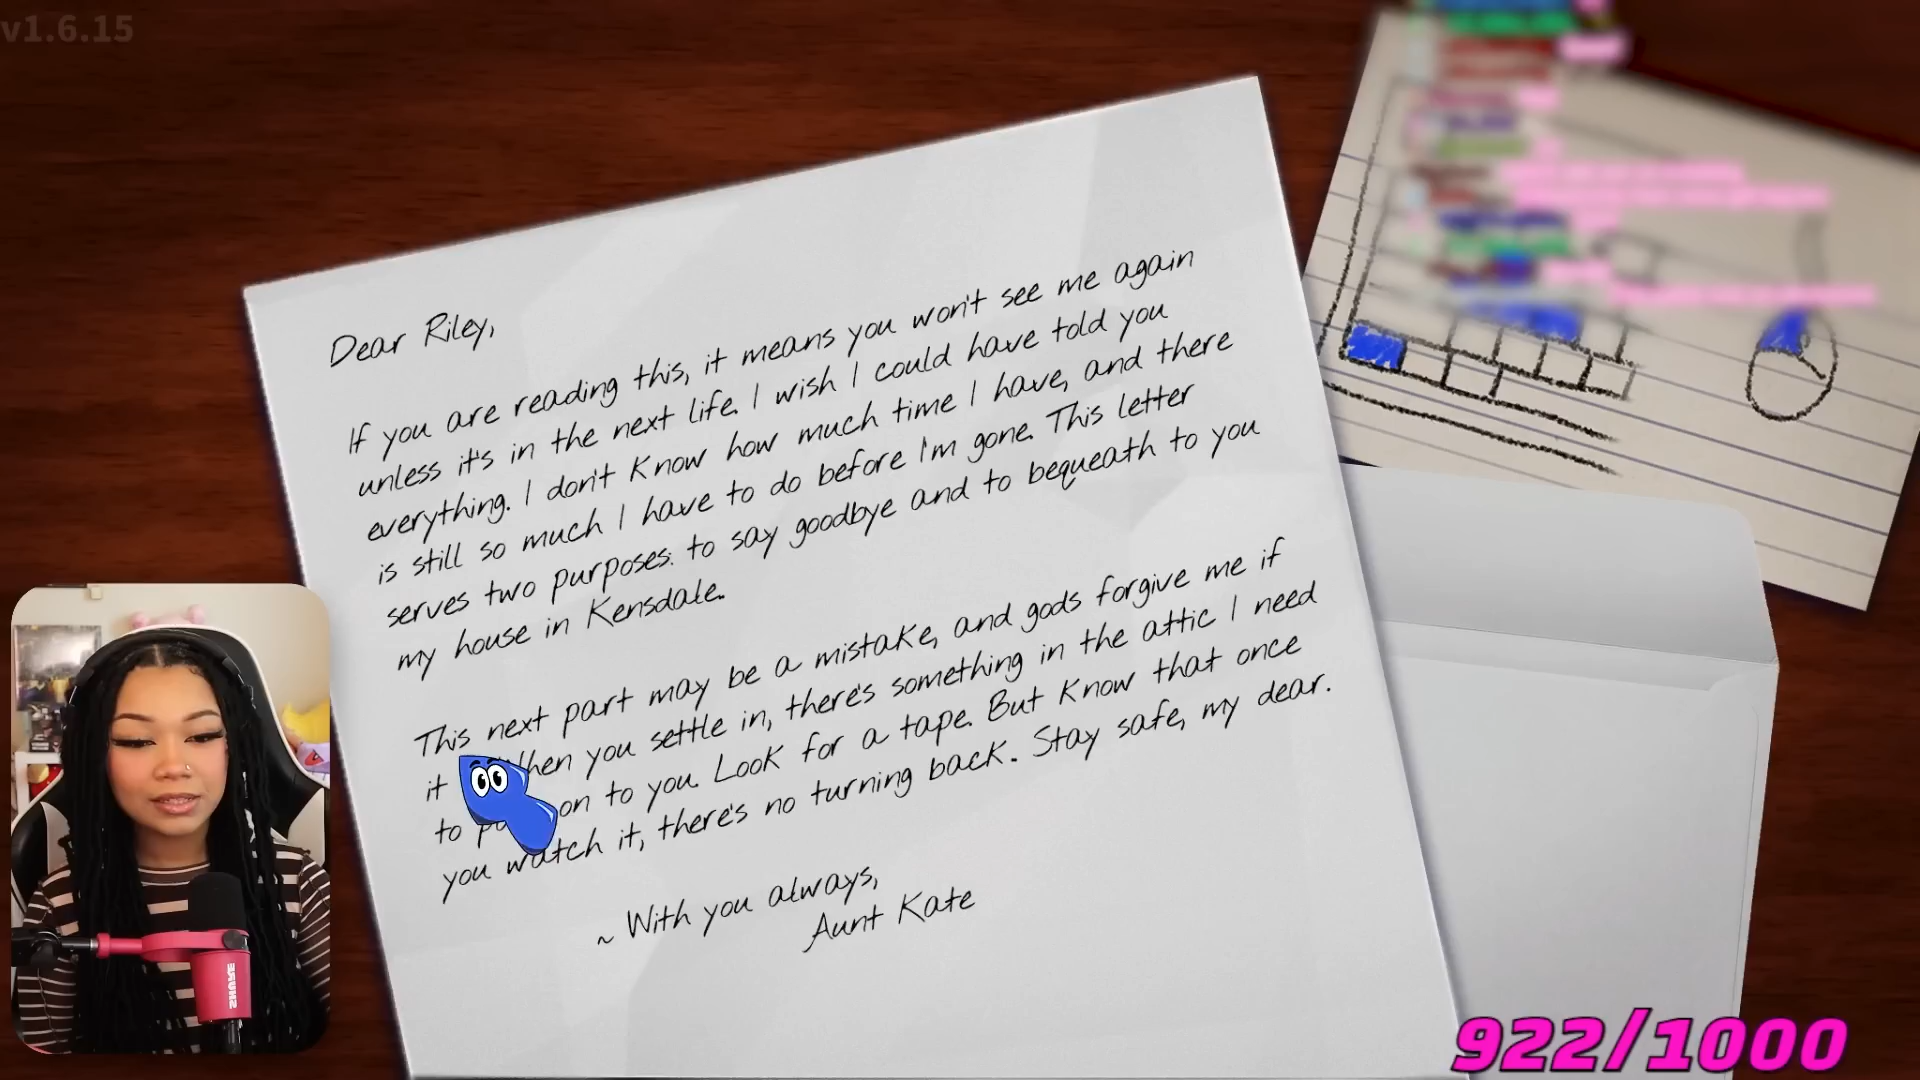 v1.6.15
Dear Riley,
If you are reading this, it means you won't see me again
unless it's in the next life. I wish I could have told you
everything. I don't know how much time I have, and there
is still so much I have to do before I'm gone. This letter
serves two purposes: to say goodbye and to bequeath to you
my house in Kensdale.
This next part may be a mistake, and gods forgive me if
it when you settle in, there's something in the attic I need
to on to you. Look for a tape. But know that once
you watch it, there's no turning back. Stay safe, my dear.
~ With you always,
Aunt Kate
SHURE
922/1000